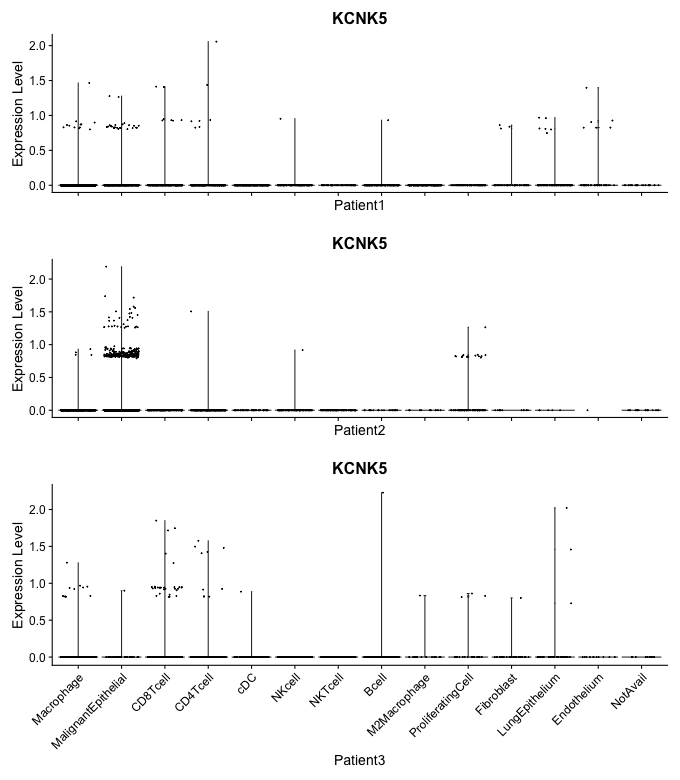 KCNK5
Expression Level
2.0
1.5
1.0
0.5
0.0
Patient1
KCNK5
Expression Level
2.0
1.5
1.0
0.5
0.0
Patient2
KCNK5
Expression Level
2.0
1.5
1.0
0.5
0.0
Macrophage
MalignantEpithelial
CD8Tcell
CD4Tcell
cDC
NKcell
NKTcell
Bcell
M2Macrophage
ProliferatingCell
Fibroblast
LungEpithelium
Endothelium
NotAvail
Patient3